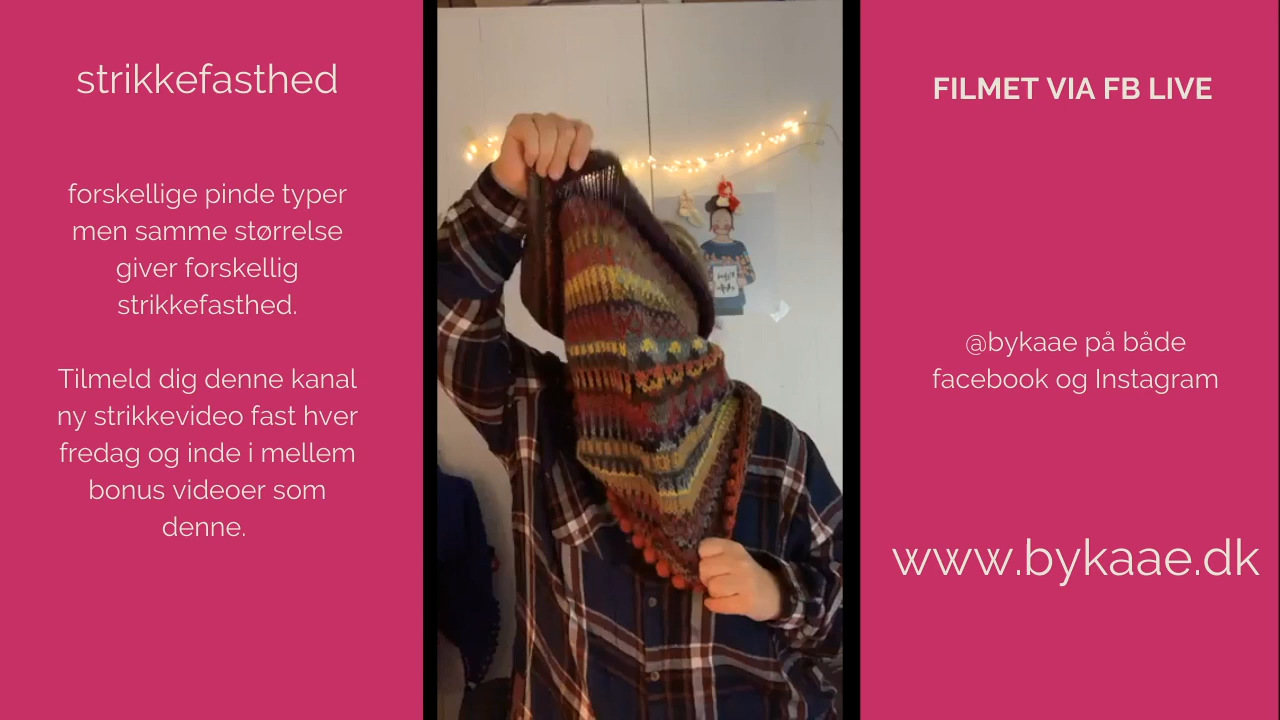 strikkefasthed
forskellige pinde typer
men samme størrelse
giver forskellig
strikkefasthed.
Tilmeld dig denne kanal
ny strikkevideo fast hver
fredag og inde i mellem
bonus videoer som
denne.
FILMET VIA FB LIVE
@bykaae på både
facebook og Instagram
www.bykaae.dk